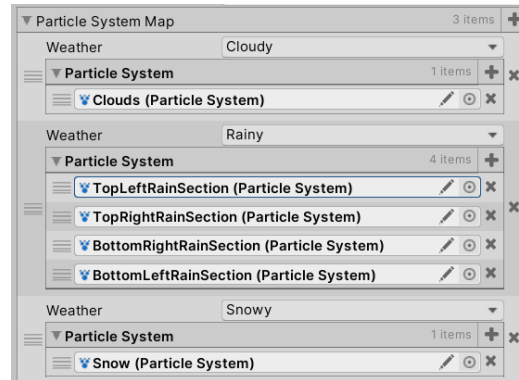 Particle System Map 3 items
Weather Cloudy
Particle System 1 items
Clouds (Particle System)
Weather Rainy
Particle System 4 items
TopLeftRainSection (Particle System)
TopRightRainSection (Particle System)
BottomRightRainSection (Particle System)
BottomLeftRainSection (Particle System)
Weather Snowy
Particle System 1 items
Snow (Particle System)